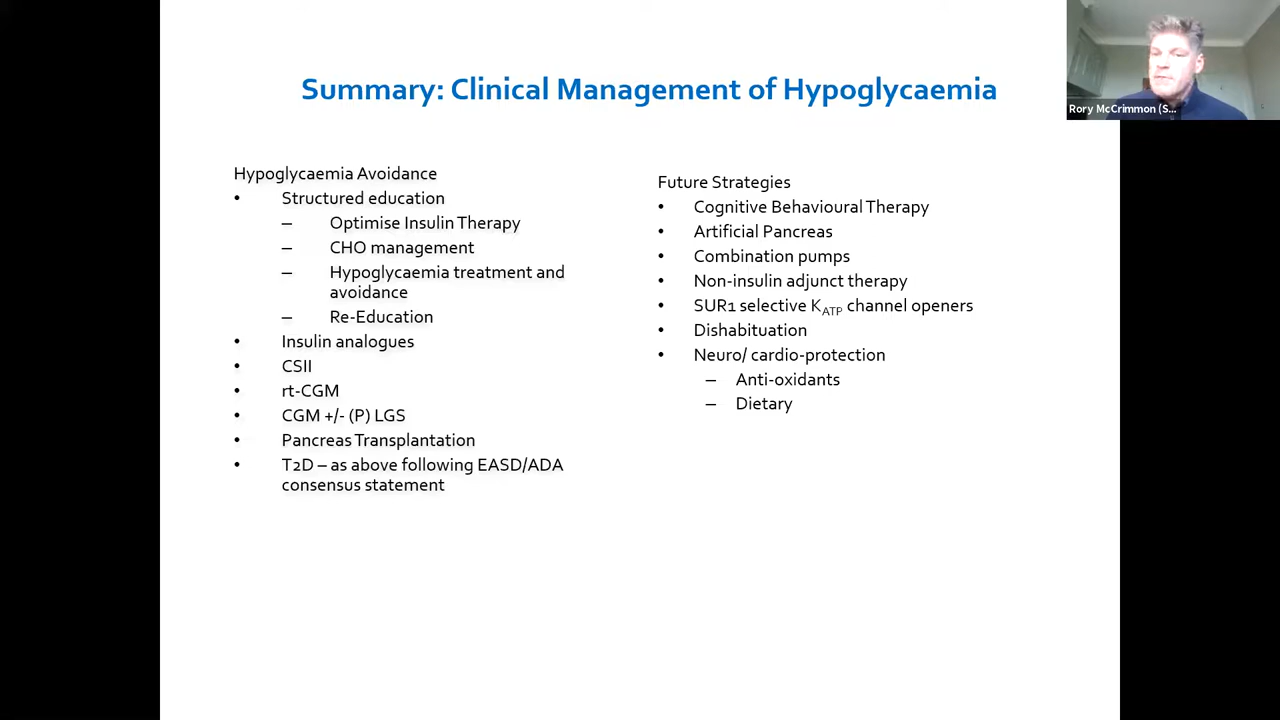 Summary: Clinical Management of Hypoglycaemia
Rory McCrimmon (S...
Hypoglycaemia Avoidance
• Structured education
– Optimise Insulin Therapy
– CHO management
– Hypoglycaemia treatment and
avoidance
– Re-Education
• Insulin analogues
• CSII
• rt-CGM
• CGM +/- (P) LGS
• Pancreas Transplantation
• T2D – as above following EASD/ADA
consensus statement
Future Strategies
• Cognitive Behavioural Therapy
• Artificial Pancreas
• Combination pumps
• Non-insulin adjunct therapy
• SUR1 selective KATP channel openers
• Dishabituation
• Neuro/ cardio-protection
– Anti-oxidants
– Dietary